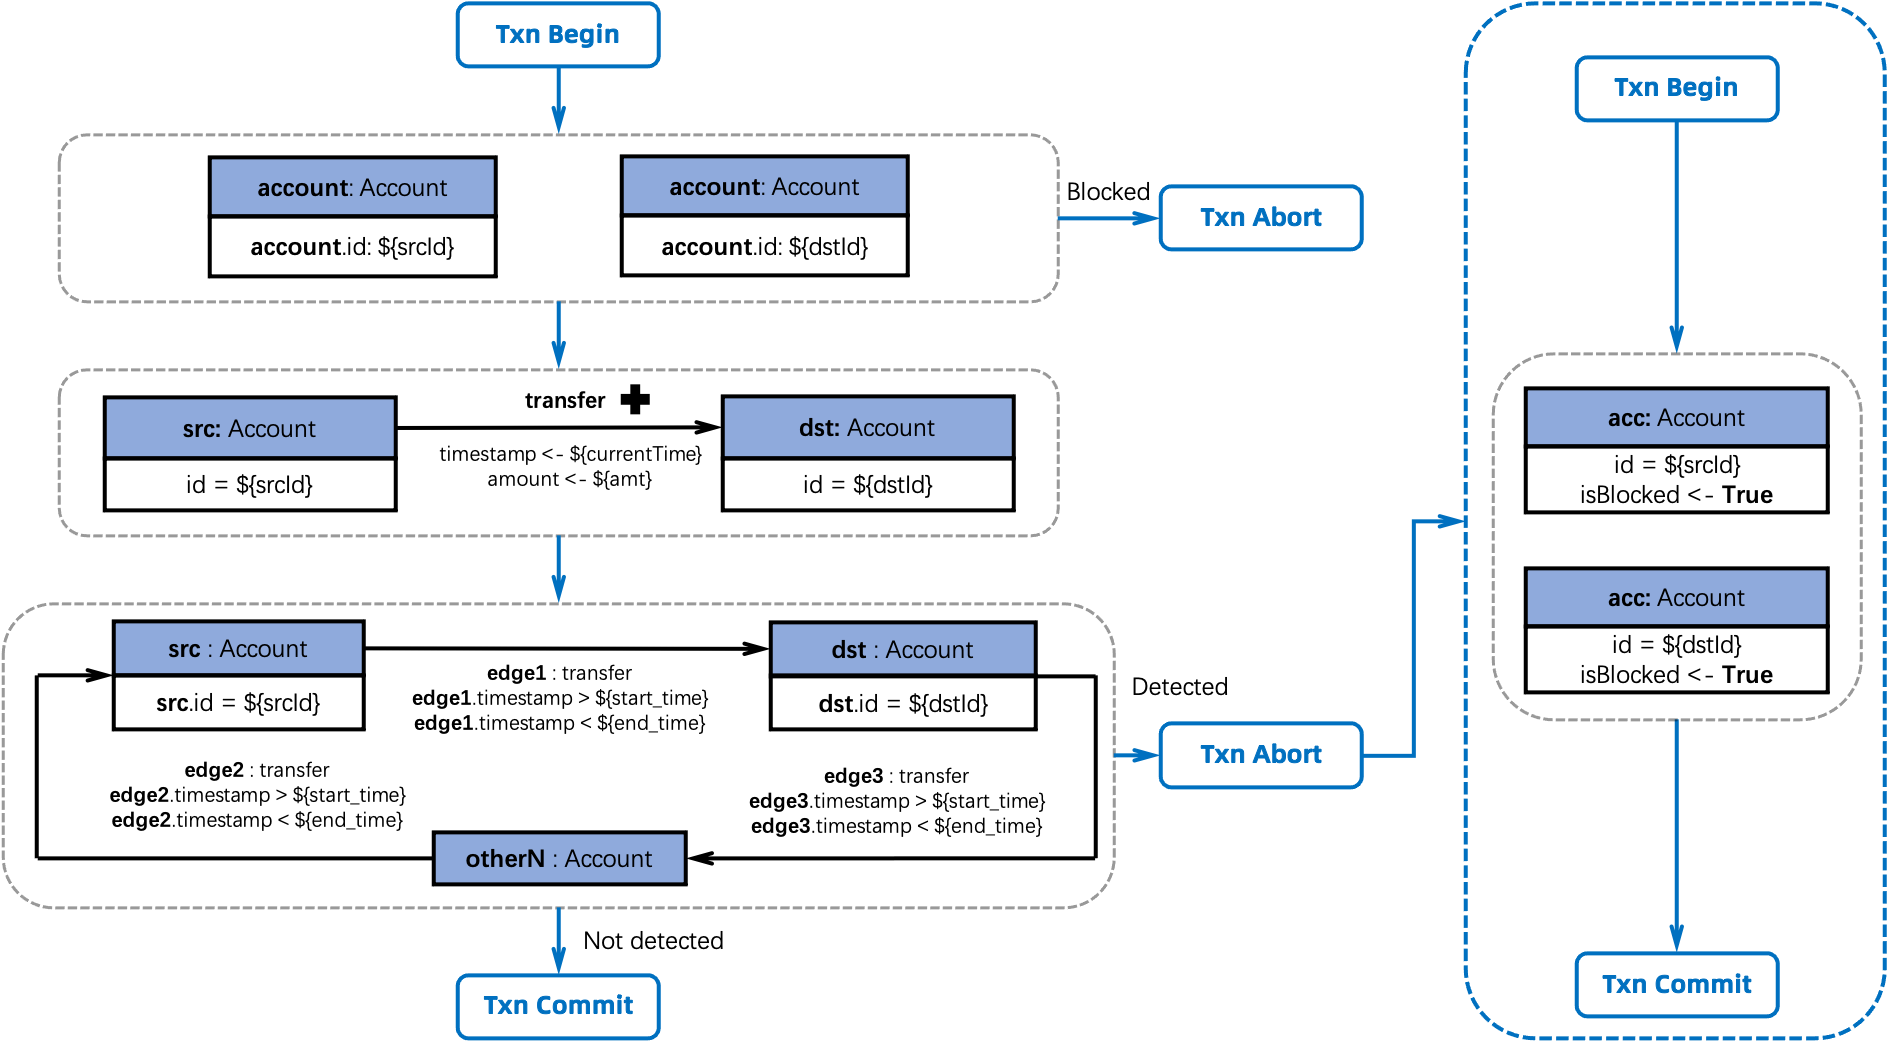 Txn Begin
account: Account
account.id: ${srcId}
account: Account
account.id: ${dstId}
Blocked
Txn Abort
transfer
src: Account
id = ${srcId}
timestamp <- ${currentTime}
amount <- ${amt}
dst: Account
id = ${dstId}
src : Account
src.id = ${srcId}
edge1 : transfer
edge1.timestamp > ${start_time}
edge1.timestamp < ${end_time}
dst : Account
dst.id = ${dstId}
edge2 : transfer
edge2.timestamp > ${start_time}
edge2.timestamp < ${end_time}
edge3 : transfer
edge3.timestamp > ${start_time}
edge3.timestamp < ${end_time}
otherN : Account
Detected
Txn Abort
Not detected
Txn Commit
Txn Begin
acc: Account
id = ${srcId}
isBlocked <- True
acc: Account
id = ${dstId}
isBlocked <- True
Txn Commit